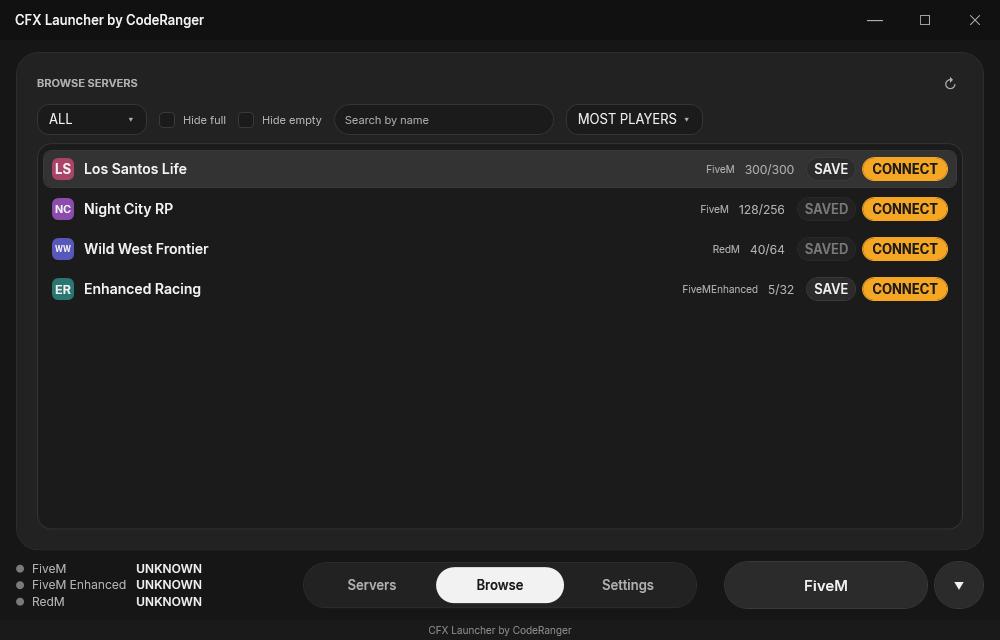 CFX Launcher by CodeRanger
BROWSE SERVERS
ALL Hide full Hide empty Search by name MOST PLAYERS
LS Los Santos Life FiveM 300/300 SAVE CONNECT
NC Night City RP FiveM 128/256 SAVED CONNECT
WW Wild West Frontier RedM 40/64 SAVED CONNECT
ER Enhanced Racing FiveMEnhanced 5/32 SAVE CONNECT
FiveM UNKNOWN
FiveM Enhanced UNKNOWN
RedM UNKNOWN
Servers Browse Settings FiveM
CFX Launcher by CodeRanger